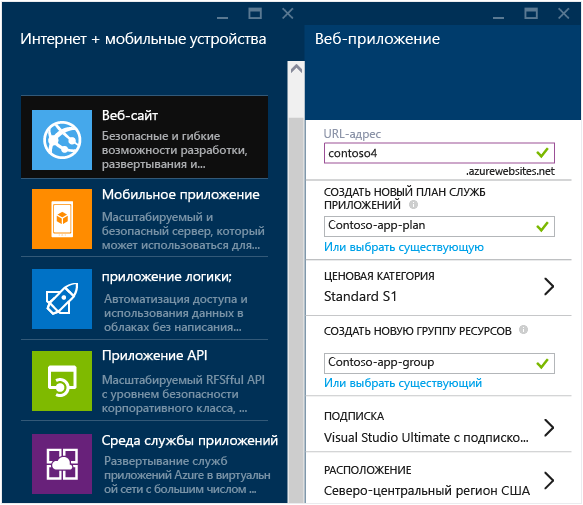 Интернет + мобильные устройства
Веб-сайт
Безопасные и гибкие
возможности разработки,
развертывания и...
Мобильное приложение
Масштабируемый и
безопасный сервер, который
может использоваться для...
приложение логики;
Автоматизация доступа и
использования данных в
облаках без написания...
Приложение API
Масштабируемый RFSfful API
с уровнем безопасности
корпоративного класса, ...
Среда службы приложений
Развертывание служб
приложений Azure в виртуальн
ой сети с большим числом ...
Веб-приложение
URL-адрес
contoso4
.azurewebsites.net
СОЗДАТЬ НОВЫЙ ПЛАН СЛУЖБ
ПРИЛОЖЕНИЙ
Contoso-app-plan
Или выбрать существующую
ЦЕНОВАЯ КАТЕГОРИЯ
Standard S1
СОЗДАТЬ НОВУЮ ГРУППУ РЕСУРСОВ
Contoso-app-group
Или выбрать существующий
ПОДПИСКА
Visual Studio Ultimate с подписко...
РАСПОЛОЖЕНИЕ
Северо-центральный регион США